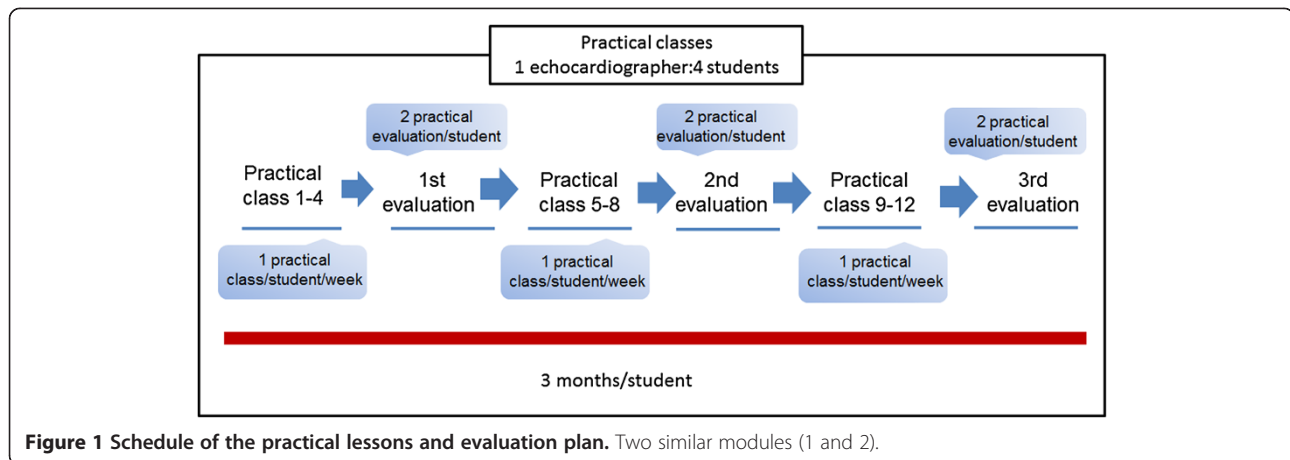 Practical classes
1 echocardiographer:4 students
2 practical
evaluation/student
2 practical
evaluation/student
2 practical
evaluation/student
Practical
class 1-4
1st
evaluation
Practical
class 5-8
2nd
evaluation
Practical
class 9-12
3rd
evaluation
1 practical
class/student/week
1 practical
class/student/week
1 practical
class/student/week
3 months/student
Figure 1 Schedule of the practical lessons and evaluation plan. Two similar modules (1 and 2).